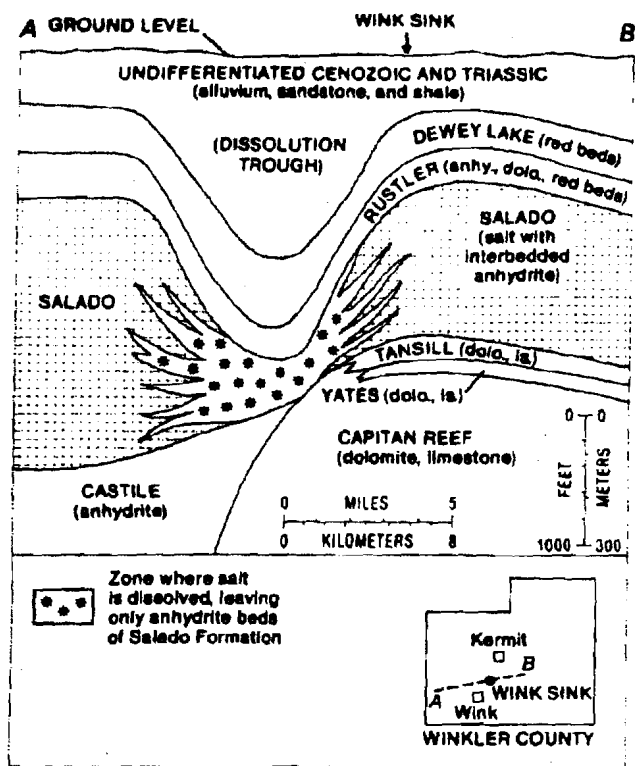 A GROUND LEVEL WINK SINK B
UNDIFFERENTIATED CENOZOIC AND TRIASSIC
(alluvium, sandstone, and shale)
(DISSOLUTION
TROUGH)
DEWEY LAKE (red beds)
RUSTLER (anhy., dolo., red beds)
SALADO
(salt with
interbedded
anhydrite)
SALADO
TANSILL (dolo., ls.)
YATES (dolo., ls.)
CAPITAN REEF
(dolomite, limestone)
CASTILE
(anhydrite)
0 MILES 5
0 KILOMETERS 8
0 0
FEET METERS
1000 300
Zone where salt
is dissolved, leaving
only anhydrite beds
of Salado Formation
Kermit
B
A WINK SINK
Wink
WINKLER COUNTY